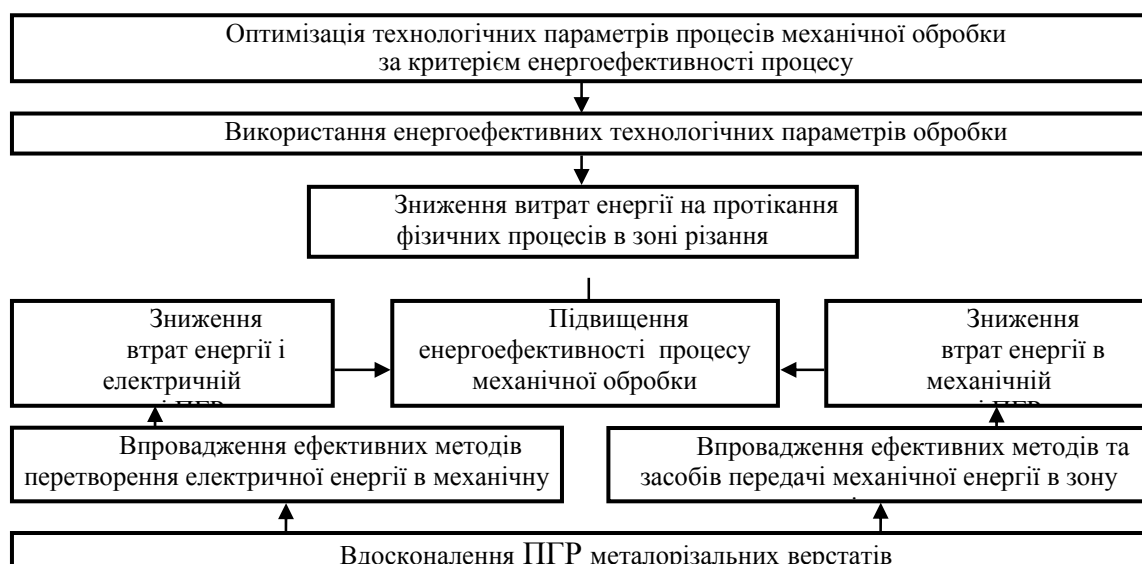 Оптимізація технологічних параметрів процесів механічної обробки
за критерієм енергоефективності процесу
Використання енергоефективних технологічних параметрів обробки
Зниження витрат енергії на протікання
фізичних процесів в зоні різання
Зниження
втрат енергії і
електричній
Підвищення
енергоефективності процесу
механічної обробки
Зниження
втрат енергії в
механічній
Впровадження ефективних методів
перетворення електричної енергії в механічну
Впровадження ефективних методів та
засобів передачі механічної енергії в зону
Вдосконалення ПГР металорізальних верстатів